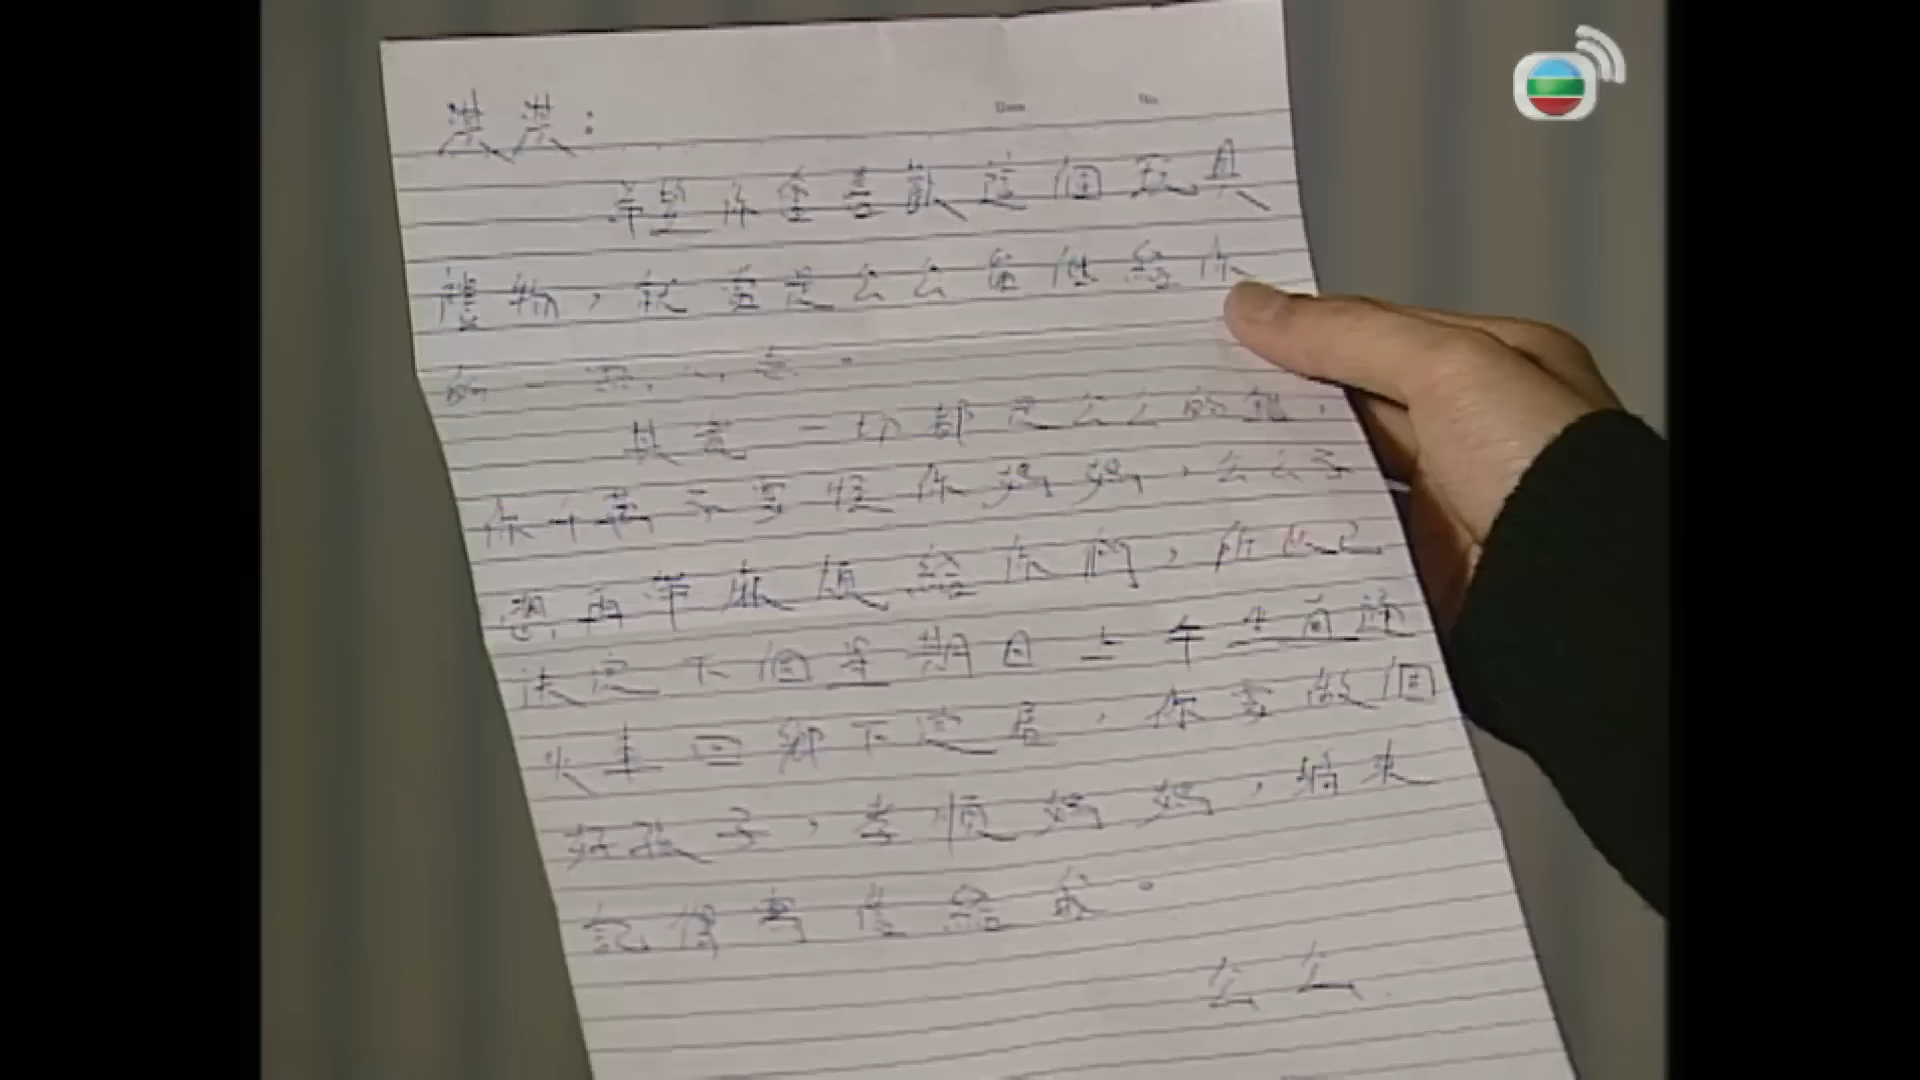 洪洪：
Date No
希望你會喜歡這個玩具
禮物，就當是公公留低給你
的一點心意。
其實一切都是公公的錯，
你千萬不要怪你媽媽，公公不
想再帶麻煩給你們，所以已
決定下個星期日上午坐直通
火車回鄉下定居，你要做個
好孩子，孝順媽媽，將來
記得寫信給我。
公公